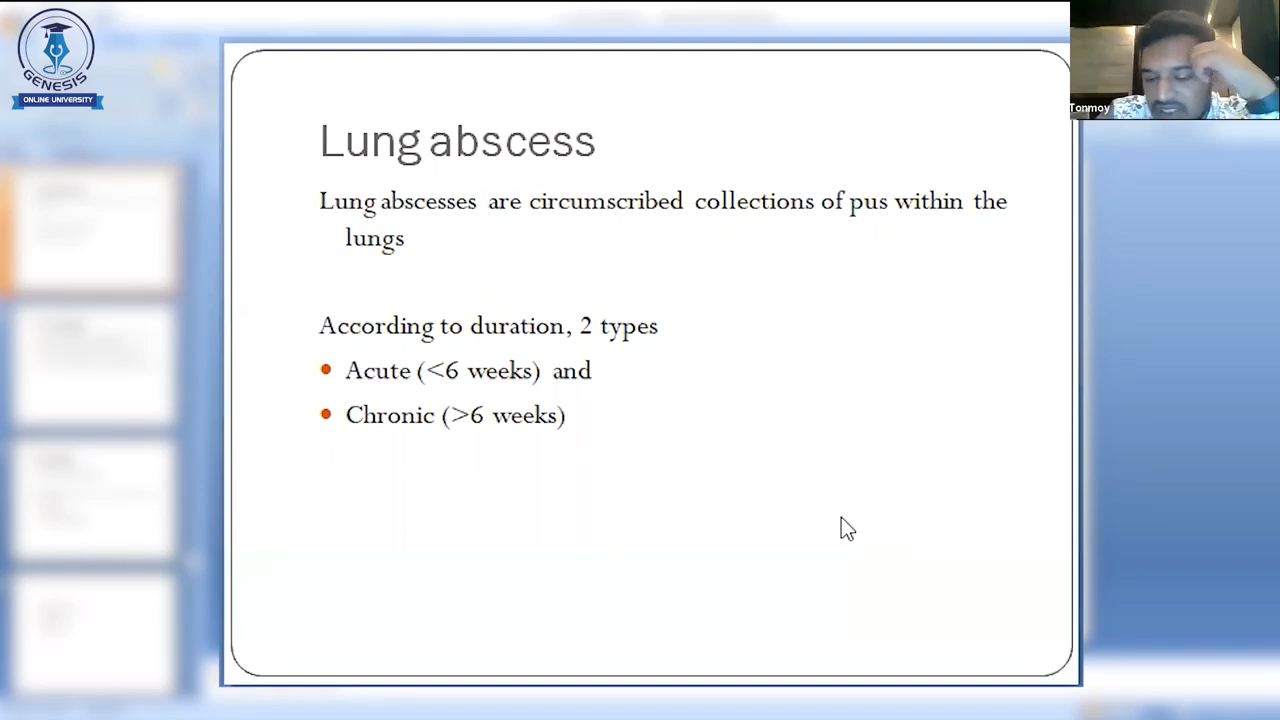 GENESIS
ONLINE UNIVERSITY
Tonmoy
Lung abscess
Lung abscesses are circumscribed collections of pus within the
lungs
According to duration, 2 types
• Acute (<6 weeks) and
• Chronic (>6 weeks)